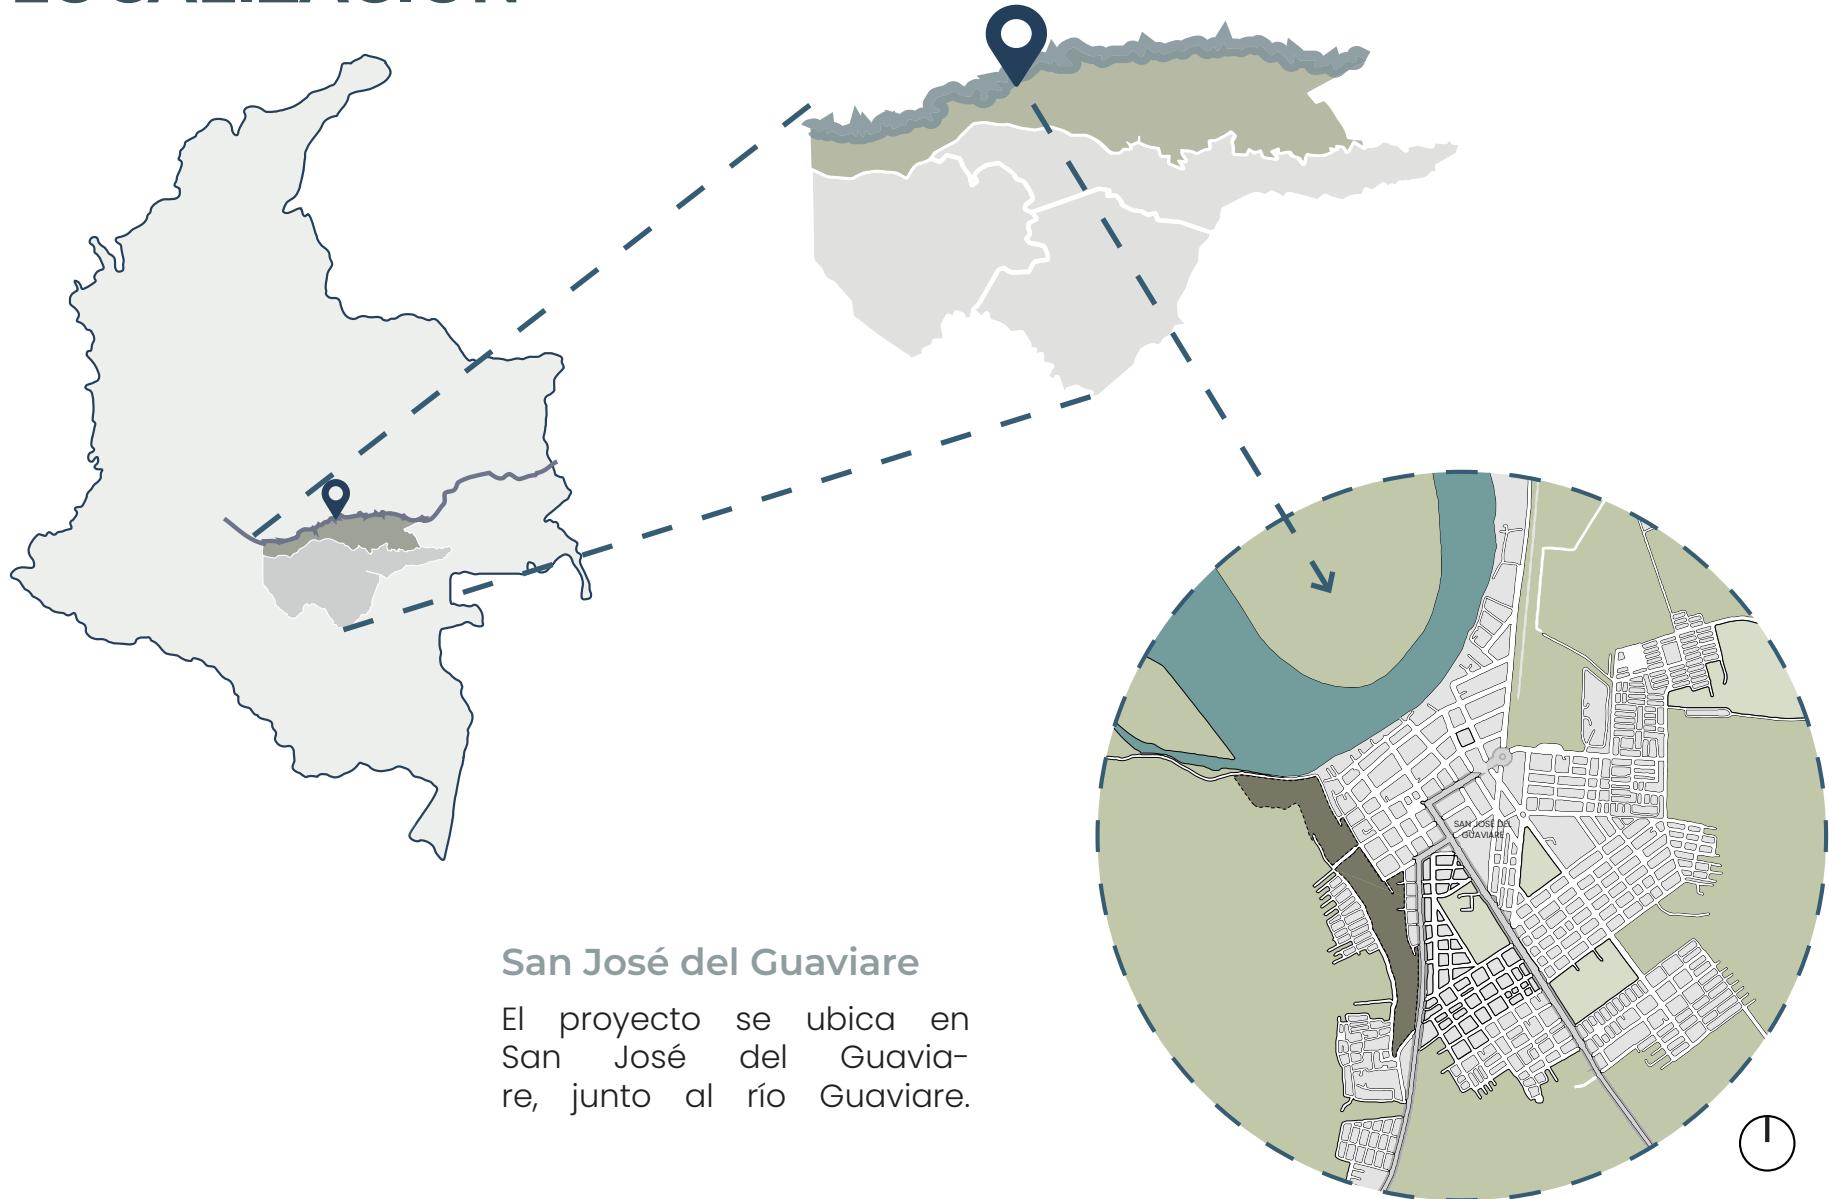 LOCALIZACIÓN
SAN JOSÉ DEL
GUAVIARE
San José del Guaviare
El proyecto se ubica en
San José del Guavia-
re, junto al río Guaviare.